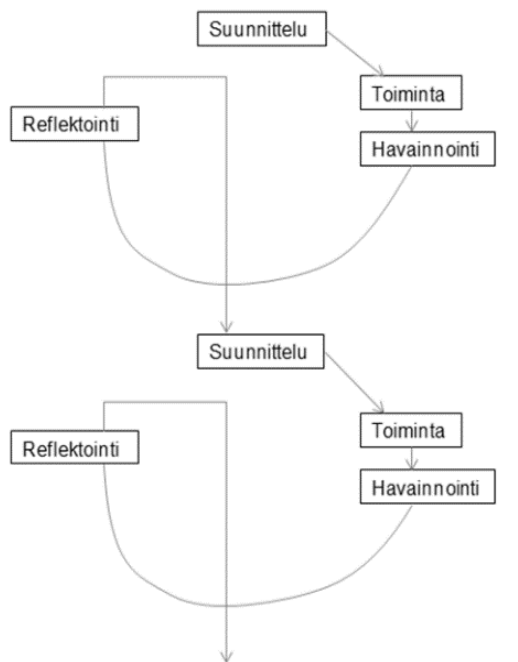 Suunnittelu
Toiminta
Reflektointi
Havainnointi
Suunnittelu
Toiminta
Reflektointi
Havainnointi